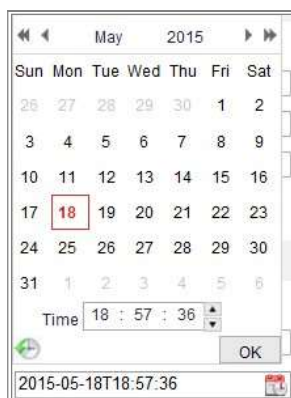 May 2015
Sun Mon Tue Wed Thu Fri Sat
26 27 28 29 30 1 2
3 4 5 6 7 8 9
10 11 12 13 14 15 16
17 18 19 20 21 22 23
24 25 26 27 28 29 30
31 1 2 3 4 5 6
Time 18 : 57 : 36
OK
2015-05-18T18:57:36